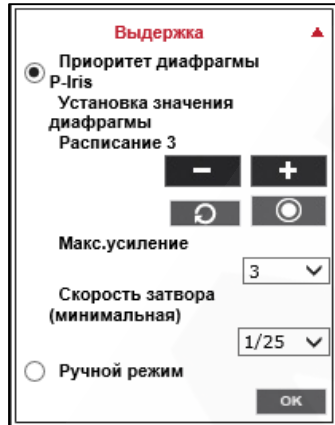 Выдержка
Приоритет диафрагмы
P-Iris
Установка значения
диафрагмы
Расписание 3
Макс.усиление
3
Скорость затвора
(минимальная)
1/25
Ручной режим
OK